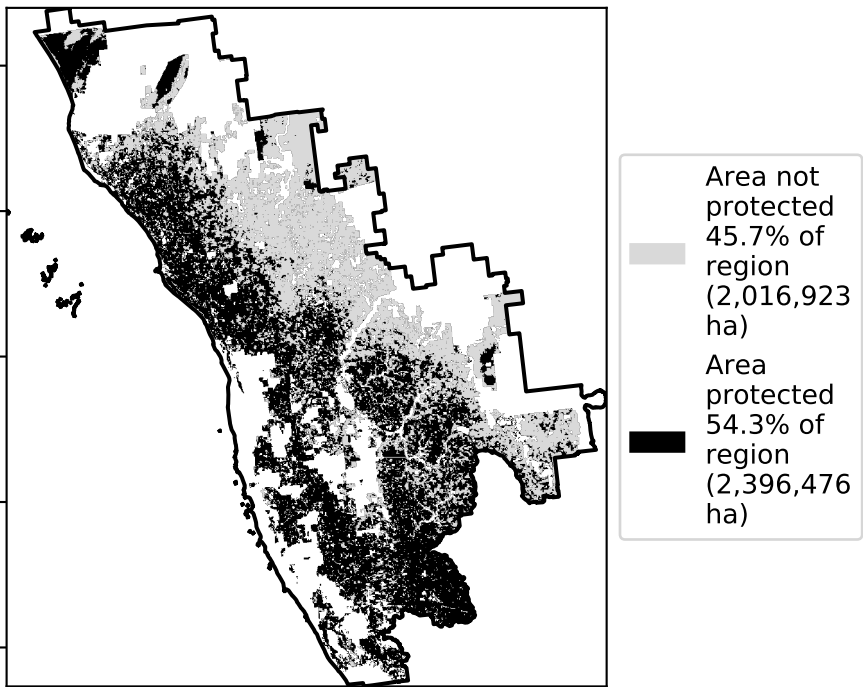 Area not
protected
45.7% of
region
(2,016,923
ha)
Area
protected
54.3% of
region
(2,396,476
ha)